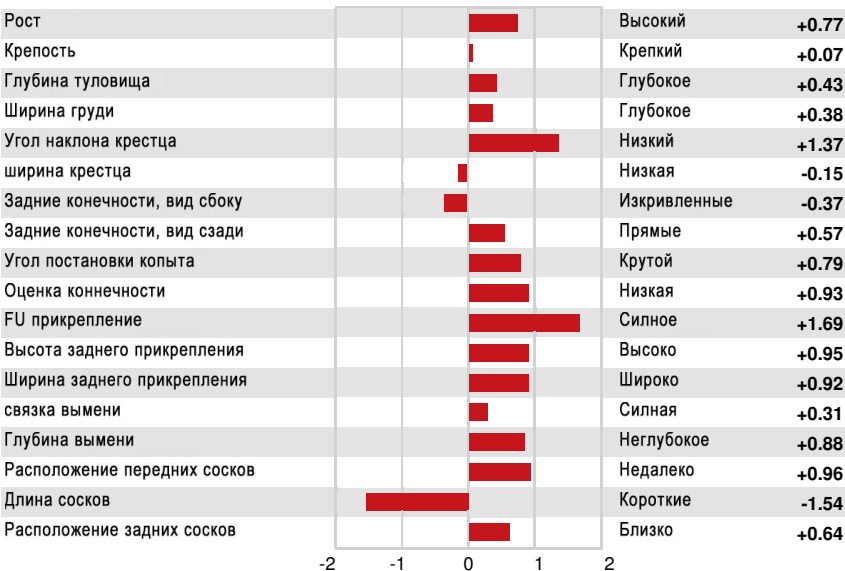 Рост Высокий +0.77
Крепость Крепкий +0.07
Глубина туловища Глубокое +0.43
Ширина груди Глубокое +0.38
Угол наклона крестца Низкий +1.37
ширина крестца Низкая -0.15
Задние конечности, вид сбоку Изкривленные -0.37
Задние конечности, вид сзади Прямые +0.57
Угол постановки копыта Крутой +0.79
Оценка коннечности Низкая +0.93
FU прикрепление Силное +1.69
Высота заднего прикрепления Высоко +0.95
Ширина заднего прикрепления Широко +0.92
связка вымени Силная +0.31
Глубина вымени Неглубокое +0.88
Расположение передних сосков Недалеко +0.96
Длина сосков Короткие -1.54
Расположение задних сосков Близко +0.64
-2 -1 0 1 2